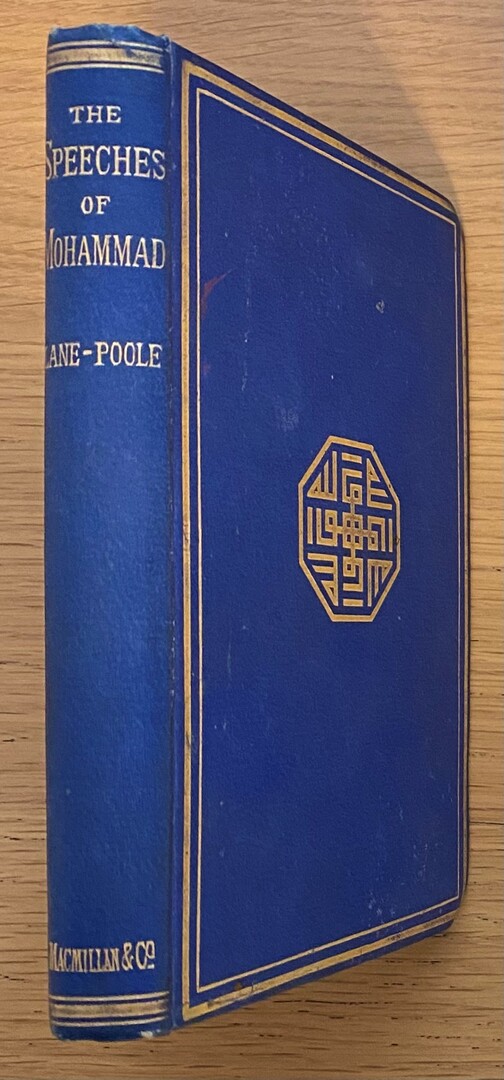 THE
SPEECHES
OF
MOHAMMAD
LANE-POOLE
MACMILLAN & Cº